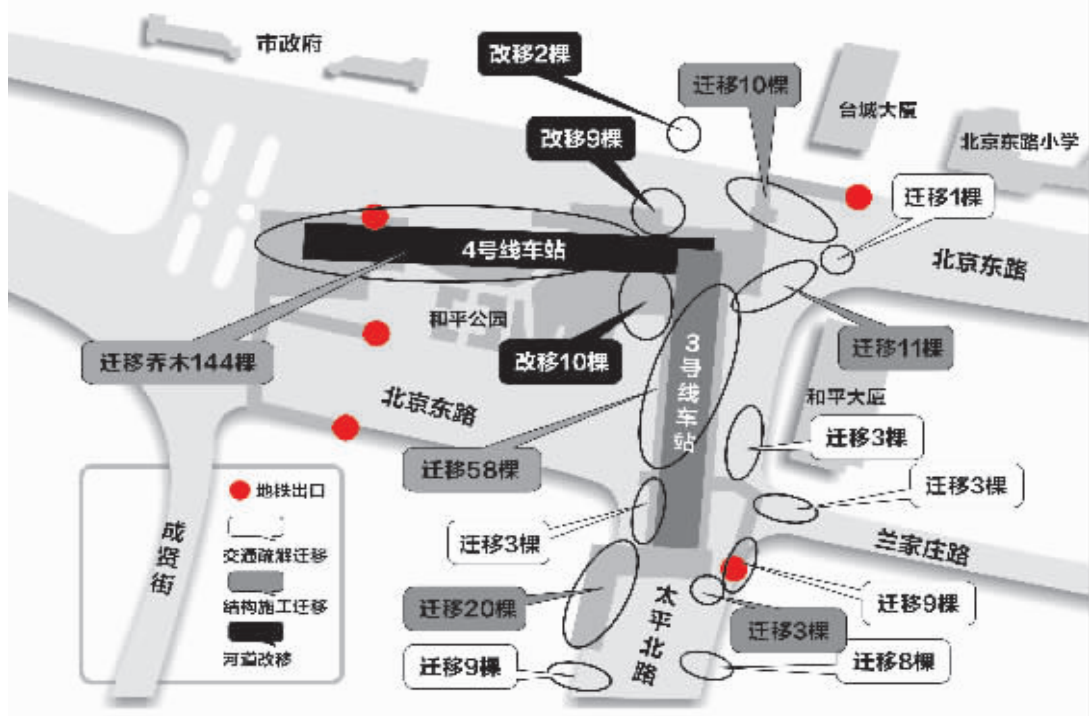 市政府
改移2棵
迁移10棵
台城大厦
北京东路小学
改移9棵
迁移1棵
4号线车站
北京东路
和平公园
迁移乔木144棵
改移10棵
3号线车站
迁移11棵
北京东路
和平大厦
迁移3棵
迁移58棵
迁移3棵
地铁出口
交通疏解迁移
结构施工迁移
河道改移
成贤街
迁移3棵
兰家庄路
迁移20棵
太平北路
迁移9棵
迁移3棵
迁移9棵
迁移8棵